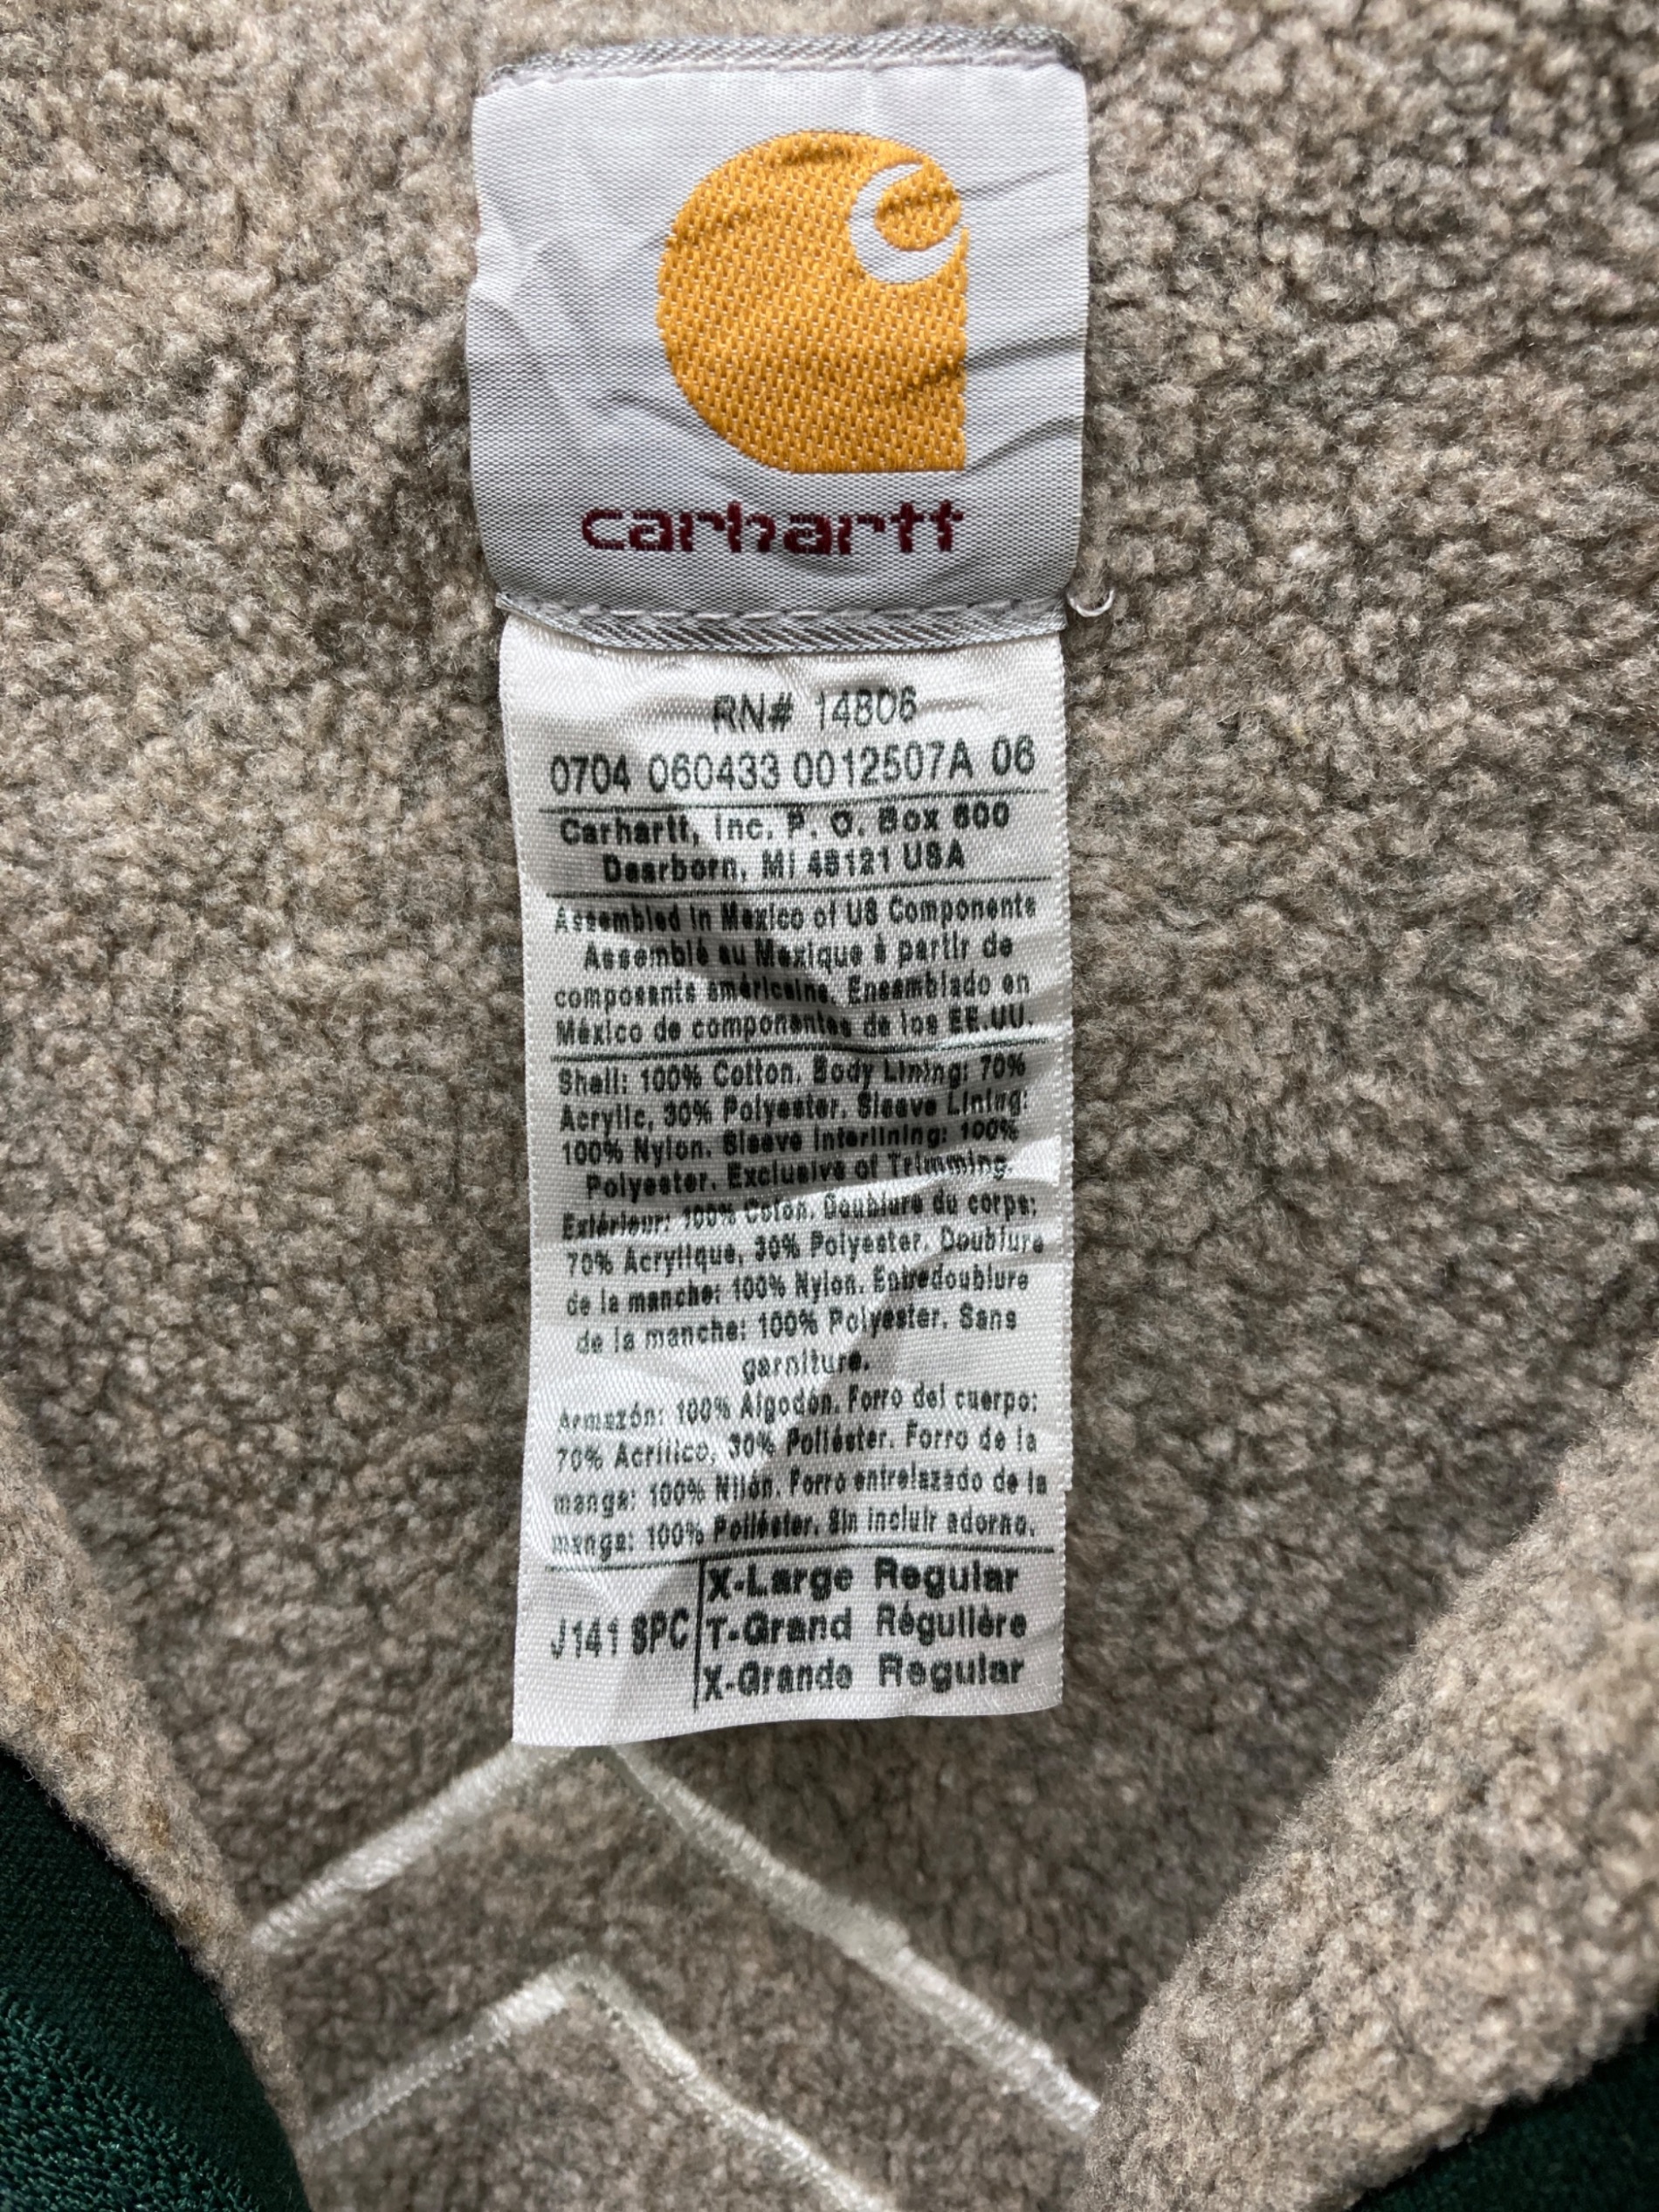 carhartt
RN# 14806
0704 060433 0012507A 06
Carhartt, Inc. P. O. Box 600
Dearborn, MI 48121 USA
Assembled in Mexico of US Components
Assemblé au Mexique à partir de
composants américains. Ensamblado en
México de componentes de los EE.UU.
Shell: 100% Cotton. Body Lining: 70%
Acrylic, 30% Polyester. Sleeve Lining:
100% Nylon. Sleeve Interlining: 100%
Polyester. Exclusive of Trimming.
Extérieur: 100% Coton. Doublure du corps:
70% Acrylique, 30% Polyester. Doublure
de la manche: 100% Nylon. Entredoublure
de la manche: 100% Polyester. Sans
garniture.
Armazón: 100% Algodón. Forro del cuerpo:
70% Acrílico, 30% Poliéster. Forro de la
manga: 100% Nilón. Forro entrelazado de la
manga: 100% Poliéster. Sin incluir adorno.
J141 SPC
X-Large Regular
T-Grand Régulière
X-Grande Regular